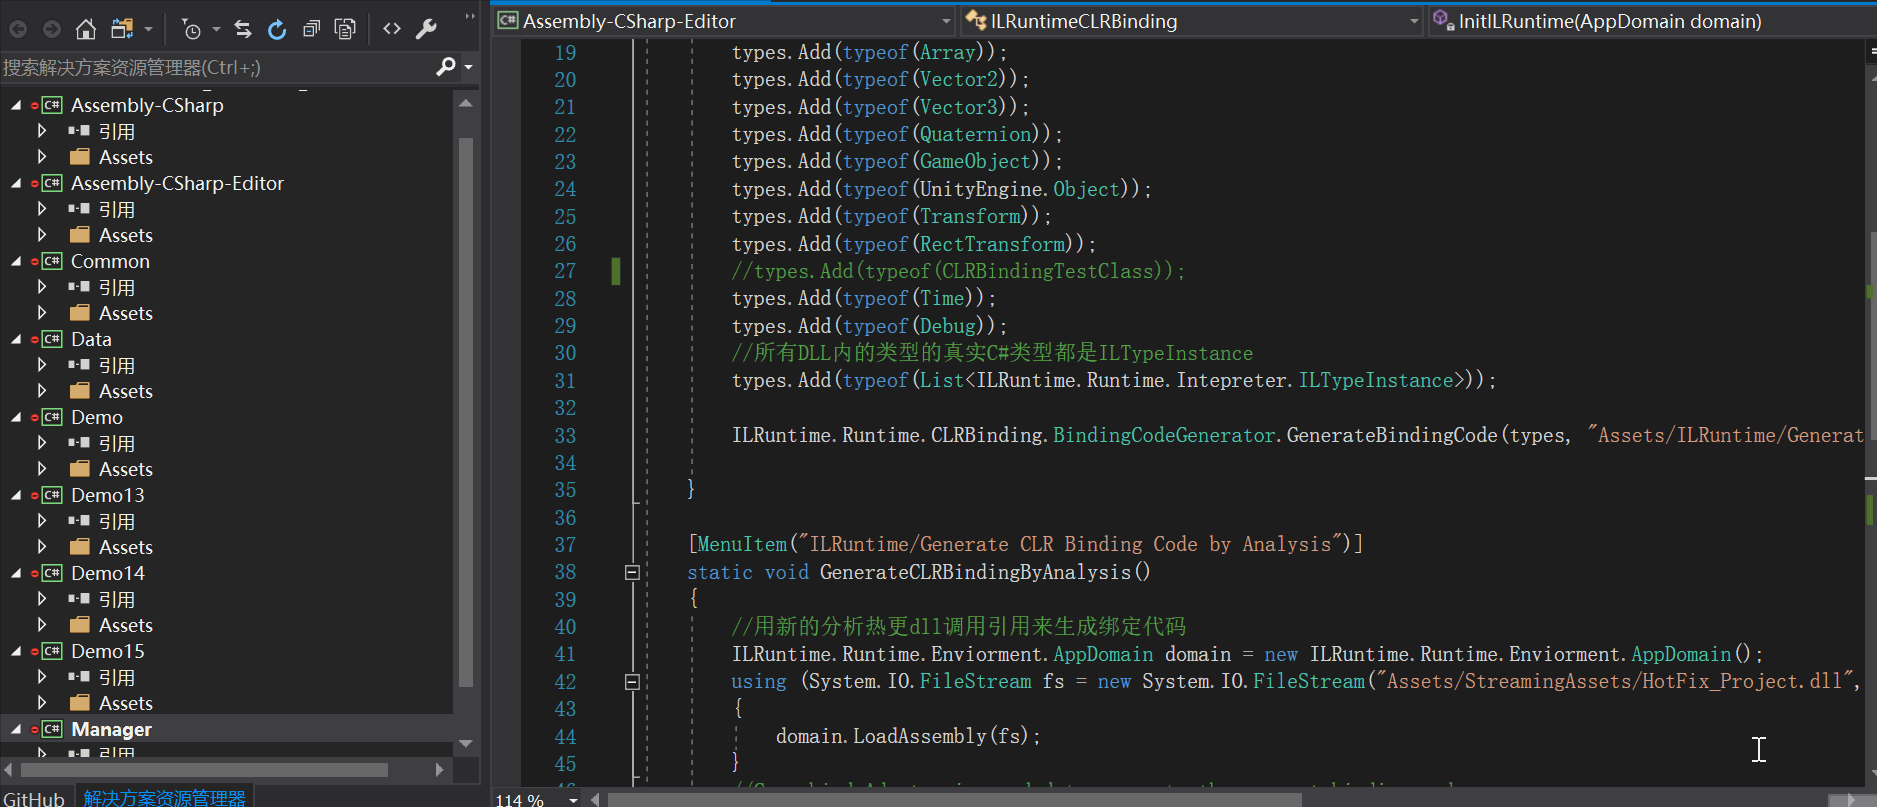 搜索解决方案资源管理器(Ctrl+;)
Assembly-CSharp
引用
Assets
Assembly-CSharp-Editor
引用
Assets
Common
引用
Assets
Data
引用
Assets
Demo
引用
Assets
Demo13
引用
Assets
Demo14
引用
Assets
Demo15
引用
Assets
Manager
引用
GitHub 解决方案资源管理器
Assembly-CSharp-Editor ILRuntimeCLRBinding InitILRuntime(AppDomain domain)
19 types.Add(typeof(Array));
20 types.Add(typeof(Vector2));
21 types.Add(typeof(Vector3));
22 types.Add(typeof(Quaternion));
23 types.Add(typeof(GameObject));
24 types.Add(typeof(UnityEngine.Object));
25 types.Add(typeof(Transform));
26 types.Add(typeof(RectTransform));
27 //types.Add(typeof(CLRBindingTestClass));
28 types.Add(typeof(Time));
29 types.Add(typeof(Debug));
30 //所有DLL内的类型的真实C#类型都是ILTypeInstance
31 types.Add(typeof(List<ILRuntime.Runtime.Intepreter.ILTypeInstance>));
32
33 ILRuntime.Runtime.CLRBinding.BindingCodeGenerator.GenerateBindingCode(types, "Assets/ILRuntime/Generat
34
35 }
36
37 [MenuItem("ILRuntime/Generate CLR Binding Code by Analysis")]
38 static void GenerateCLRBindingByAnalysis()
39 {
40 //用新的分析热更dll调用引用来生成绑定代码
41 ILRuntime.Runtime.Enviorment.AppDomain domain = new ILRuntime.Runtime.Enviorment.AppDomain();
42 using (System.IO.FileStream fs = new System.IO.FileStream("Assets/StreamingAssets/HotFix_Project.dll",
43 {
44 domain.LoadAssembly(fs);
45 }
114 %